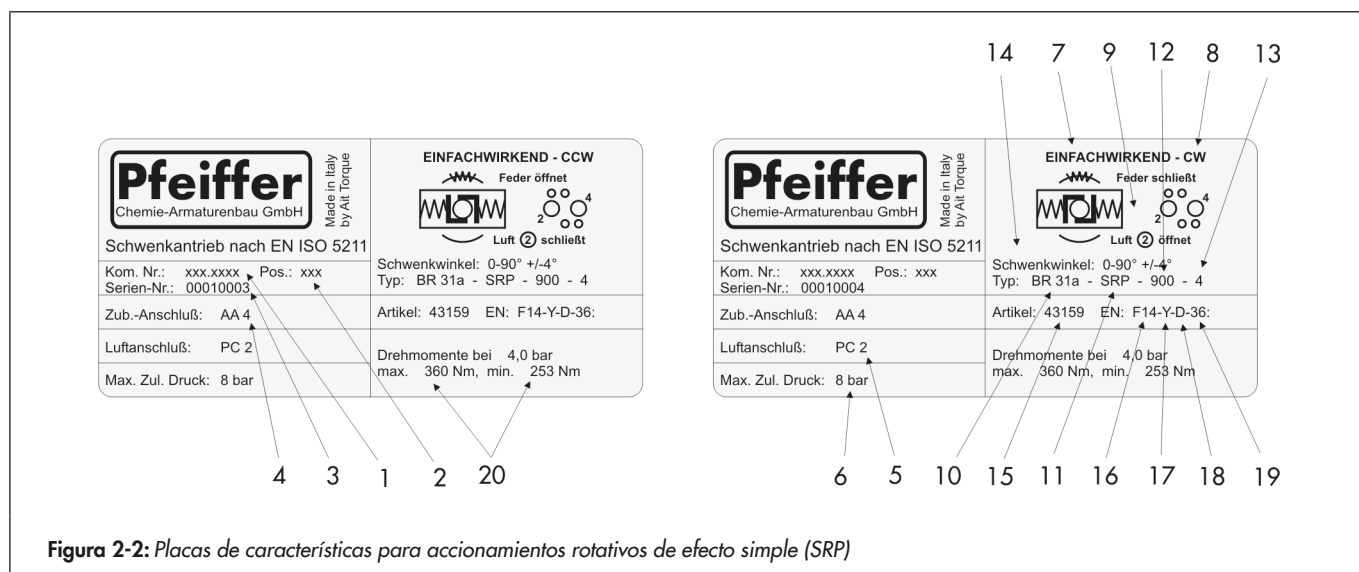 14 7 9 12 8 13
Pfeiffer
Chemie-Armaturenbau GmbH
Made in Italy
by Ait Torque
Schwenkantrieb nach EN ISO 5211
Kom. Nr.: xxx.xxxx Pos.: xxx
Serien-Nr.: 00010003
Zub.-Anschluß: AA 4
Luftanschluß: PC 2
Max. Zul. Druck: 8 bar
EINFACHWIRKEND - CCW
Feder öffnet
2 4
Luft 2 schließt
Schwenkwinkel: 0-90° +/-4°
Typ: BR 31a - SRP - 900 - 4
Artikel: 43159 EN: F14-Y-D-36:
Drehmomente bei 4,0 bar
max. 360 Nm, min. 253 Nm
4 3 1 2 20
Pfeiffer
Chemie-Armaturenbau GmbH
Made in Italy
by Ait Torque
Schwenkantrieb nach EN ISO 5211
Kom. Nr.: xxx.xxxx Pos.: xxx
Serien-Nr.: 00010004
Zub.-Anschluß: AA 4
Luftanschluß: PC 2
Max. Zul. Druck: 8 bar
EINFACHWIRKEND - CW
Feder schließt
2 4
Luft 2 öffnet
Schwenkwinkel: 0-90° +/-4°
Typ: BR 31a - SRP - 900 - 4
Artikel: 43159 EN: F14-Y-D-36:
Drehmomente bei 4,0 bar
max. 360 Nm, min. 253 Nm
6 5 10 15 11 16 17 18 19
Figura 2-2: Placas de características para accionamientos rotativos de efecto simple (SRP)